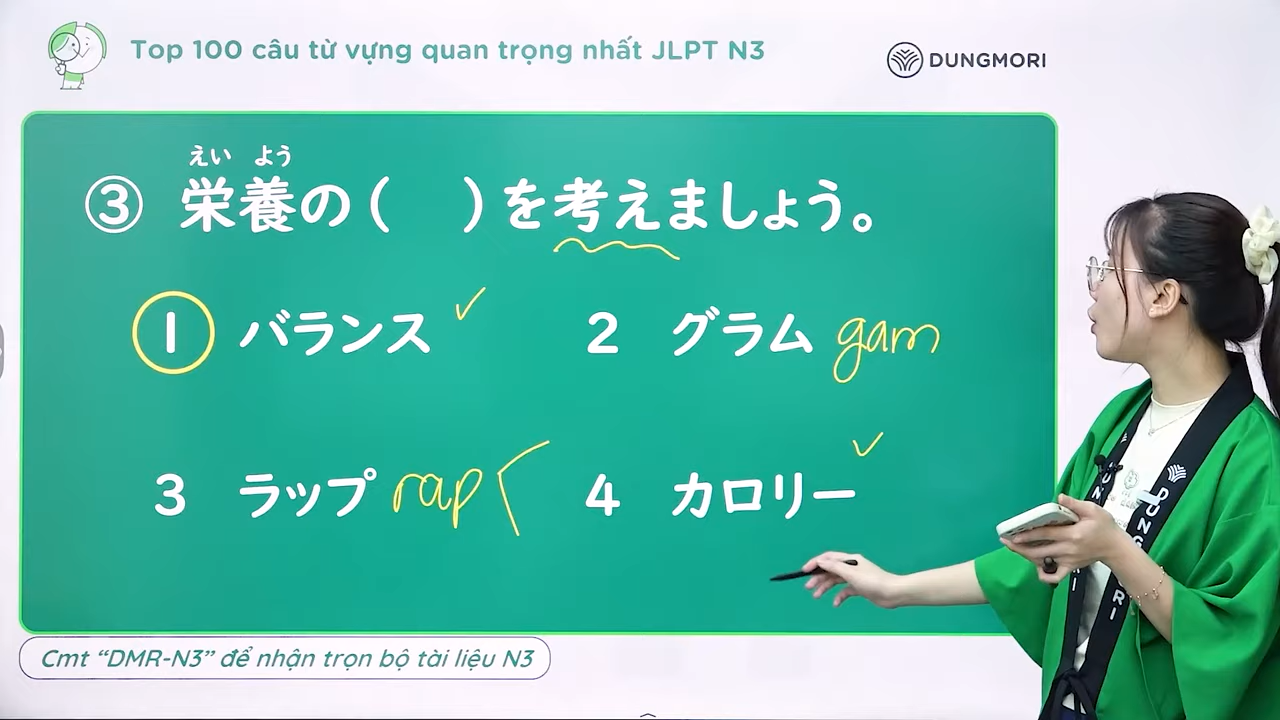 Top 100 câu từ vựng quan trọng nhất JLPT N3
DUNGMORI
えい よう
③ 栄養の ( ) を考えましょう。
1 バランス
2 グラム gam
3 ラップ rap
4 カロリー
Cmt “DMR-N3” để nhận trọn bộ tài liệu N3